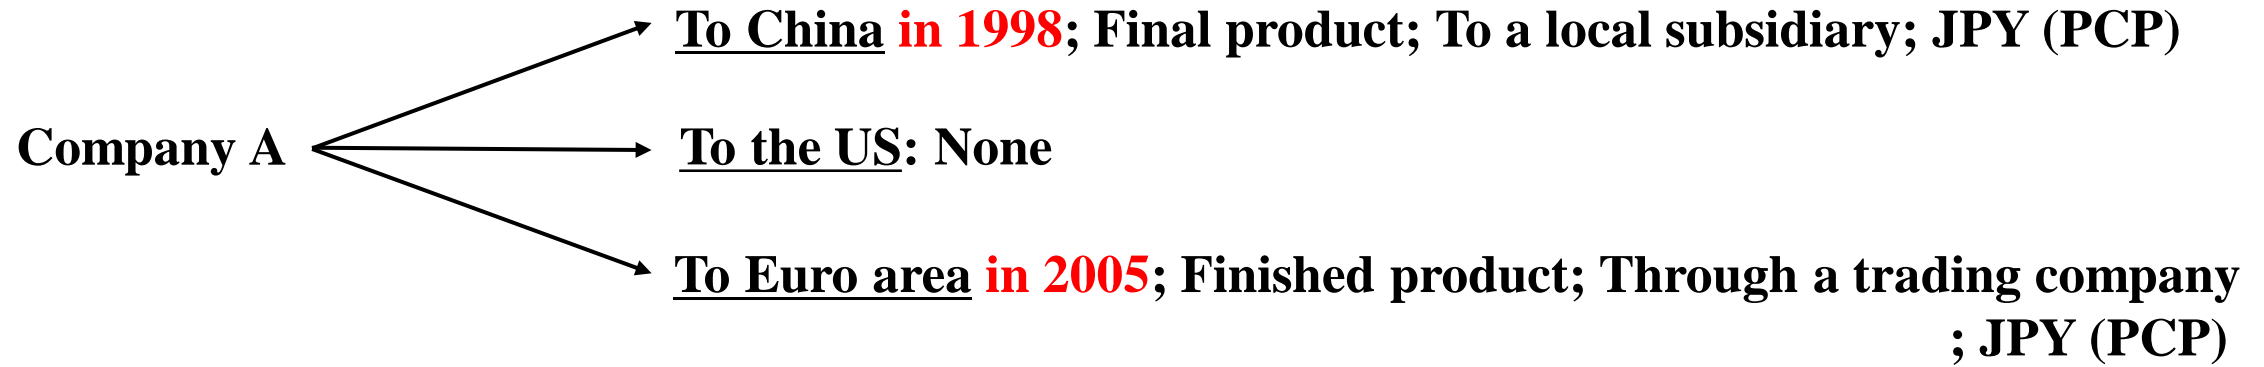 To China in 1998; Final product; To a local subsidiary; JPY (PCP)
Company A
To the US: None
To Euro area in 2005; Finished product; Through a trading company
; JPY (PCP)